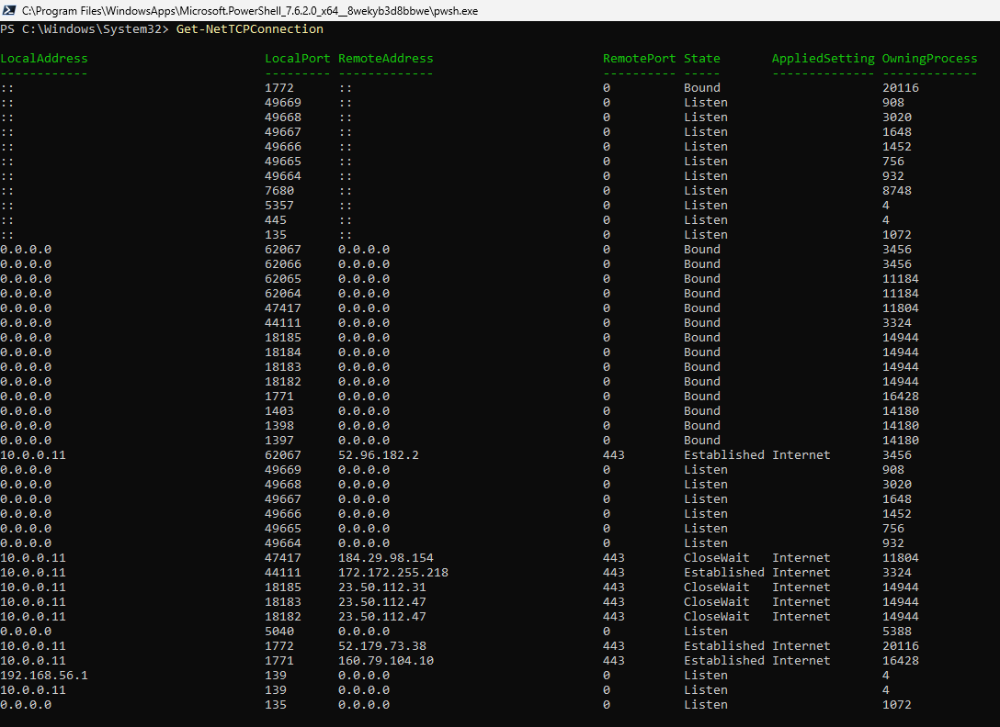 C:\Program Files\WindowsApps\Microsoft.PowerShell_7.6.2.0_x64__8wekyb3d8bbwe\pwsh.exe
PS C:\Windows\System32> Get-NetTCPConnection
LocalAddress LocalPort RemoteAddress RemotePort State AppliedSetting OwningProcess
------------ --------- ------------- ---------- ----- -------------- -------------
:: 1772 :: 0 Bound 20116
:: 49669 :: 0 Listen 908
:: 49668 :: 0 Listen 3020
:: 49667 :: 0 Listen 1648
:: 49666 :: 0 Listen 1452
:: 49665 :: 0 Listen 756
:: 49664 :: 0 Listen 932
:: 7680 :: 0 Listen 8748
:: 5357 :: 0 Listen 4
:: 445 :: 0 Listen 4
:: 135 :: 0 Listen 1072
0.0.0.0 62067 0.0.0.0 0 Bound 3456
0.0.0.0 62066 0.0.0.0 0 Bound 3456
0.0.0.0 62065 0.0.0.0 0 Bound 11184
0.0.0.0 62064 0.0.0.0 0 Bound 11184
0.0.0.0 47417 0.0.0.0 0 Bound 11804
0.0.0.0 44111 0.0.0.0 0 Bound 3324
0.0.0.0 18185 0.0.0.0 0 Bound 14944
0.0.0.0 18184 0.0.0.0 0 Bound 14944
0.0.0.0 18183 0.0.0.0 0 Bound 14944
0.0.0.0 18182 0.0.0.0 0 Bound 14944
0.0.0.0 1771 0.0.0.0 0 Bound 16428
0.0.0.0 1403 0.0.0.0 0 Bound 14180
0.0.0.0 1398 0.0.0.0 0 Bound 14180
0.0.0.0 1397 0.0.0.0 0 Bound 14180
10.0.0.11 62067 52.96.182.2 443 Established Internet 3456
0.0.0.0 49669 0.0.0.0 0 Listen 908
0.0.0.0 49668 0.0.0.0 0 Listen 3020
0.0.0.0 49667 0.0.0.0 0 Listen 1648
0.0.0.0 49666 0.0.0.0 0 Listen 1452
0.0.0.0 49665 0.0.0.0 0 Listen 756
0.0.0.0 49664 0.0.0.0 0 Listen 932
10.0.0.11 47417 184.29.98.154 443 CloseWait Internet 11804
10.0.0.11 44111 172.172.255.218 443 Established Internet 3324
10.0.0.11 18185 23.50.112.31 443 CloseWait Internet 14944
10.0.0.11 18183 23.50.112.47 443 CloseWait Internet 14944
10.0.0.11 18182 23.50.112.47 443 CloseWait Internet 14944
0.0.0.0 5040 0.0.0.0 0 Listen 5388
10.0.0.11 1772 52.179.73.38 443 Established Internet 20116
10.0.0.11 1771 160.79.104.10 443 Established Internet 16428
192.168.56.1 139 0.0.0.0 0 Listen 4
10.0.0.11 139 0.0.0.0 0 Listen 4
0.0.0.0 135 0.0.0.0 0 Listen 1072